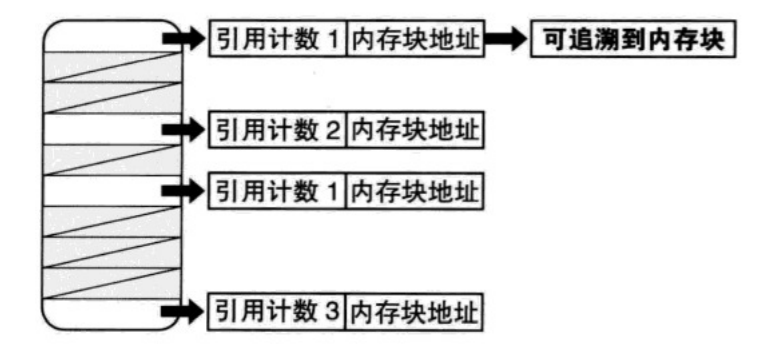 引用计数 1 内存块地址 可追溯到内存块
引用计数 2 内存块地址
引用计数 1 内存块地址
引用计数 3 内存块地址